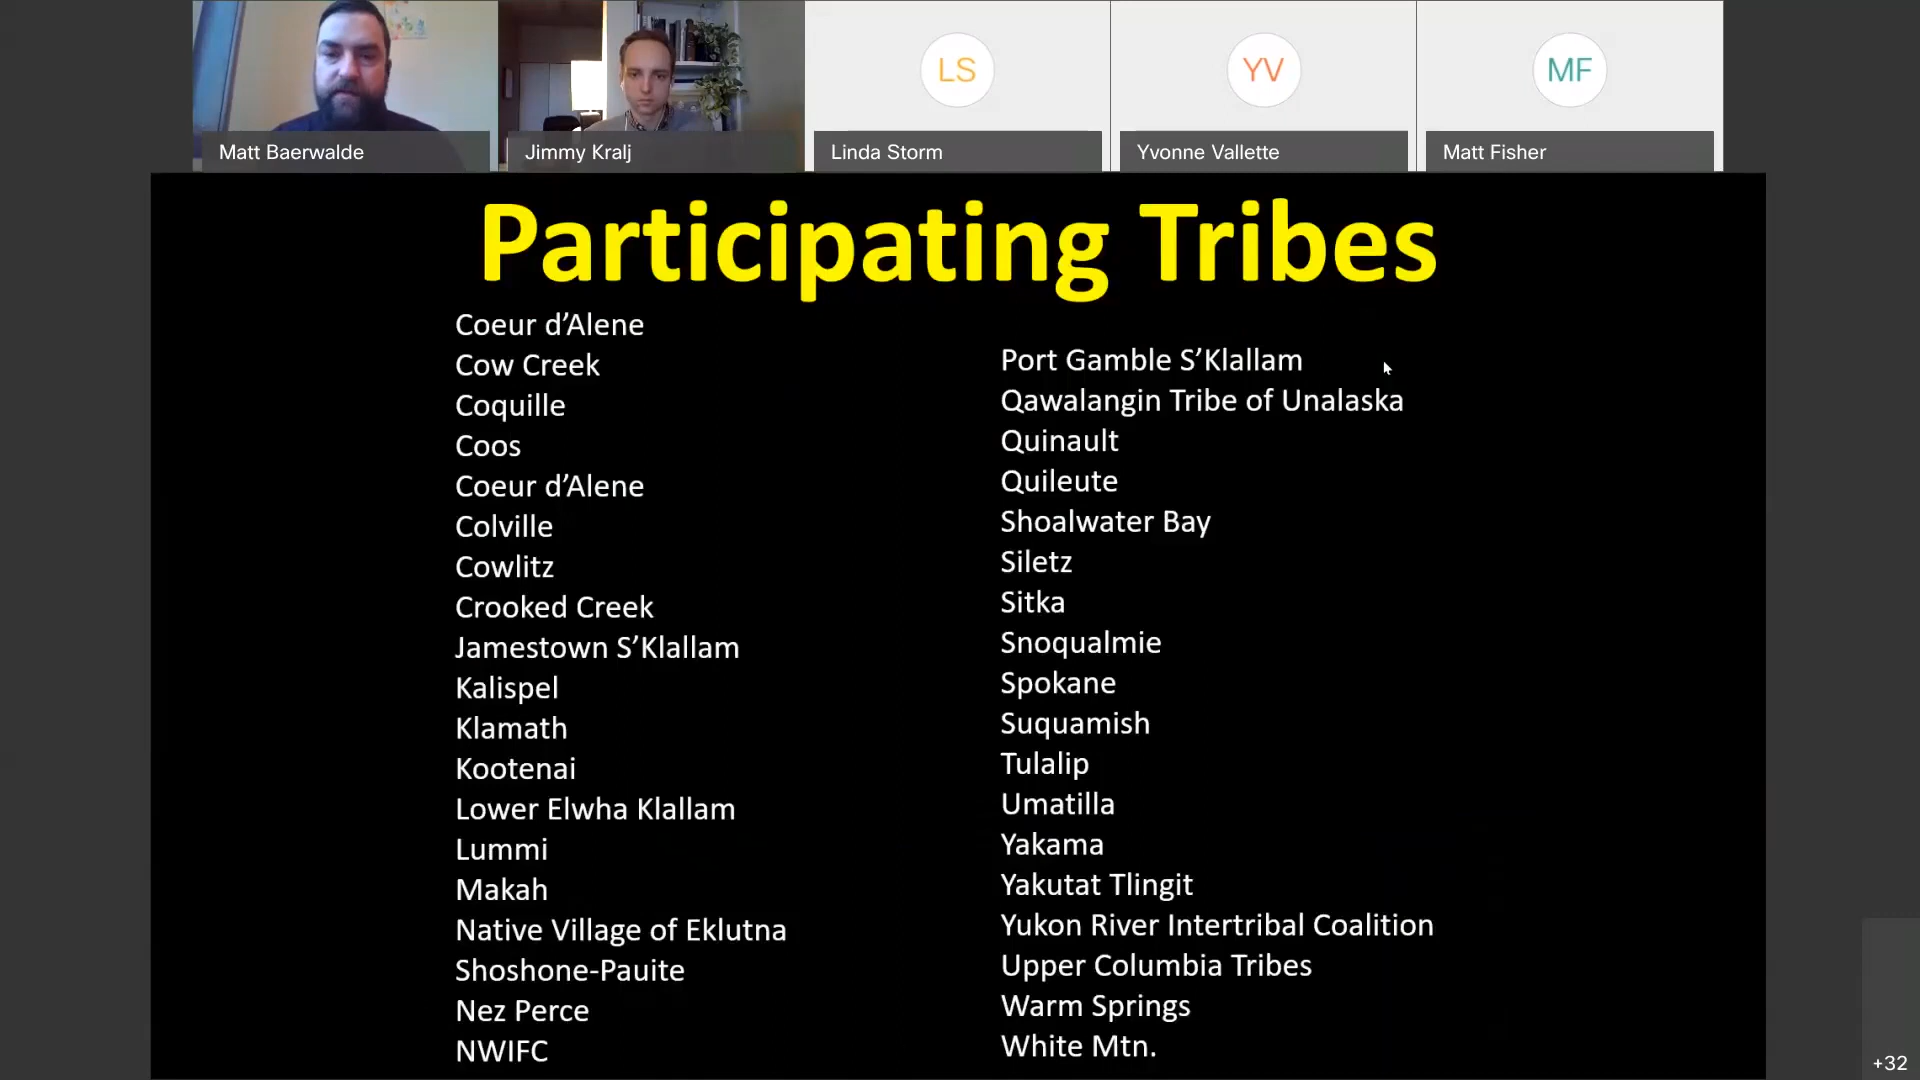 Matt Baerwalde
Jimmy Kralj
LS
Linda Storm
YV
Yvonne Vallette
MF
Matt Fisher
Participating Tribes
Coeur d’Alene
Cow Creek
Coquille
Coos
Coeur d’Alene
Colville
Cowlitz
Crooked Creek
Jamestown S’Klallam
Kalispel
Klamath
Kootenai
Lower Elwha Klallam
Lummi
Makah
Native Village of Eklutna
Shoshone-Pauite
Nez Perce
NWIFC
Port Gamble S’Klallam
Qawalangin Tribe of Unalaska
Quinault
Quileute
Shoalwater Bay
Siletz
Sitka
Snoqualmie
Spokane
Suquamish
Tulalip
Umatilla
Yakama
Yakutat Tlingit
Yukon River Intertribal Coalition
Upper Columbia Tribes
Warm Springs
White Mtn.
+32